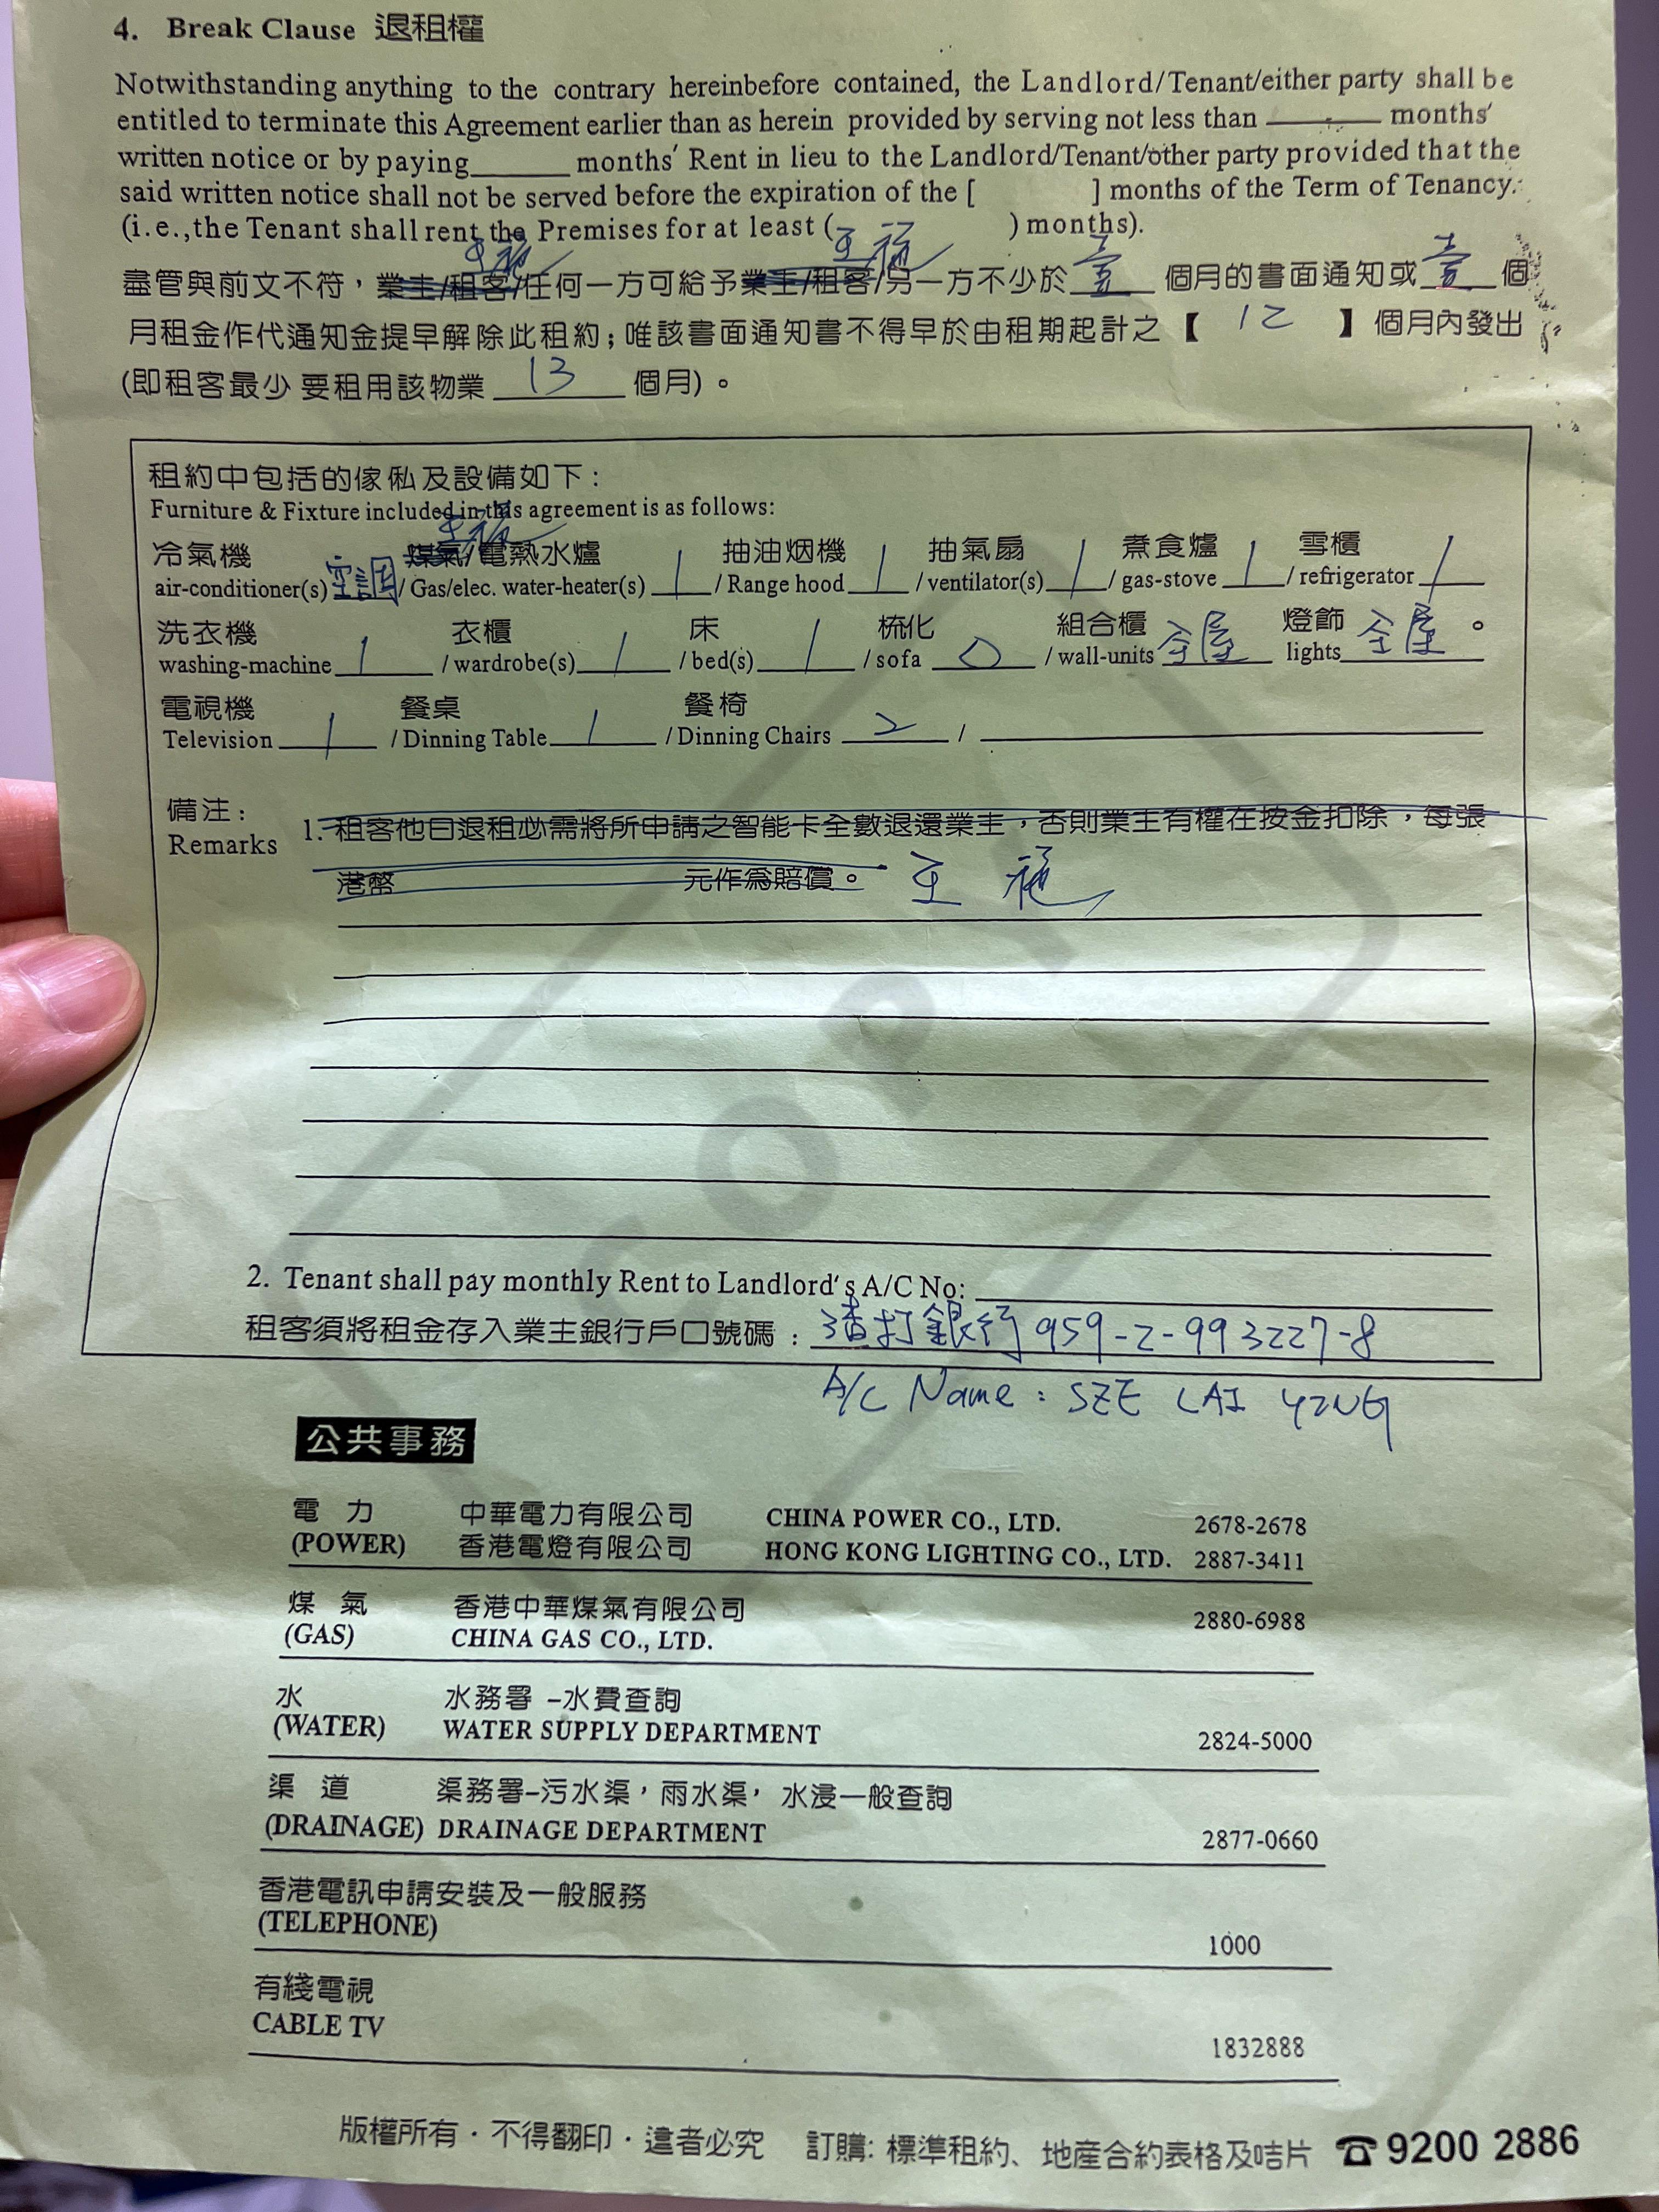 4. Break Clause 退租權
Notwithstanding anything to the contrary hereinbefore contained, the Landlord/Tenant/either party shall be
entitled to terminate this Agreement earlier than as herein provided by serving not less than ______ months'
written notice or by paying______ months' Rent in lieu to the Landlord/Tenant/other party provided that the
said written notice shall not be served before the expiration of the [ ] months of the Term of Tenancy.
(i.e.,the Tenant shall rent the Premises for at least ( ) months).
盡管與前文不符，業主/租客/任何一方可給予業主/租客/另一方不少於 壹 個月的書面通知或 壹 個
月租金作代通知金提早解除此租約；唯該書面通知書不得早於由租期起計之【 12 】個月內發出
(即租客最少要租用該物業 13 個月)。
租約中包括的傢俬及設備如下：
Furniture & Fixture included in this agreement is as follows:
冷氣機 煤氣/電熱水爐 抽油烟機 抽氣扇 煮食爐 雪櫃
air-conditioner(s) 空調 / Gas/elec. water-heater(s) 1 / Range hood 1 / ventilator(s) 1 / gas-stove 1 / refrigerator 1
洗衣機 衣櫃 床 梳化 組合櫃 燈飾
washing-machine 1 / wardrobe(s) 1 / bed(s) 1 / sofa 0 / wall-units 全屋 lights 全屋 。
電視機 餐桌 餐椅
Television 1 / Dinning Table 1 / Dinning Chairs 2 /
備注：
Remarks 1. 租客他日退租必需將所申請之智能卡全數退還業主，否則業主有權在按金扣除，每張
港幣 元作為賠償。
2. Tenant shall pay monthly Rent to Landlord's A/C No:
租客須將租金存入業主銀行戶口號碼： 渣打銀行 959-2-993227-8
A/C Name : SZE LAI YING
公共事務
電 力 中華電力有限公司 CHINA POWER CO., LTD. 2678-2678
(POWER) 香港電燈有限公司 HONG KONG LIGHTING CO., LTD. 2887-3411
煤 氣 香港中華煤氣有限公司 2880-6988
(GAS) CHINA GAS CO., LTD.
水 水務署 -水費查詢
(WATER) WATER SUPPLY DEPARTMENT 2824-5000
渠 道 渠務署-污水渠，雨水渠，水浸一般查詢
(DRAINAGE) DRAINAGE DEPARTMENT 2877-0660
香港電訊申請安裝及一般服務
(TELEPHONE) 1000
有綫電視
CABLE TV 1832888
版權所有·不得翻印·違者必究 訂購: 標準租約、地產合約表格及咭片 ☎9200 2886
COPY